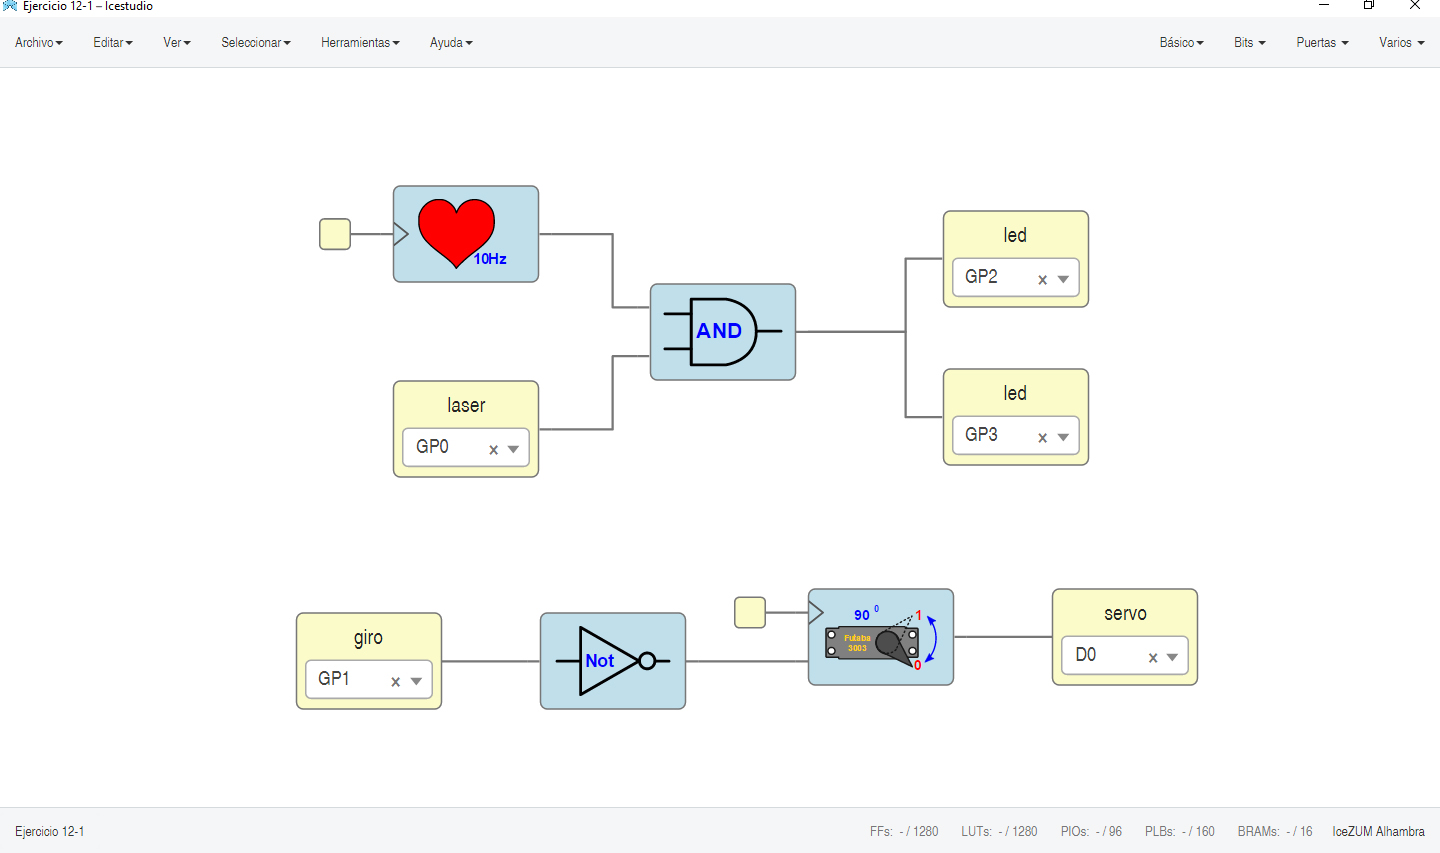 Ejercicio 12-1 – Icestudio
Archivo Editar Ver Seleccionar Herramientas Ayuda Básico Bits Puertas Varios
10Hz
led
GP2 x
AND
led
GP3 x
laser
GP0 x
giro
GP1 x
Not
90 0 1
Futaba
3003
0
servo
D0 x
Ejercicio 12-1 FFs: - / 1280 LUTs: - / 1280 PIOs: - / 96 PLBs: - / 160 BRAMs: - / 16 IceZUM Alhambra